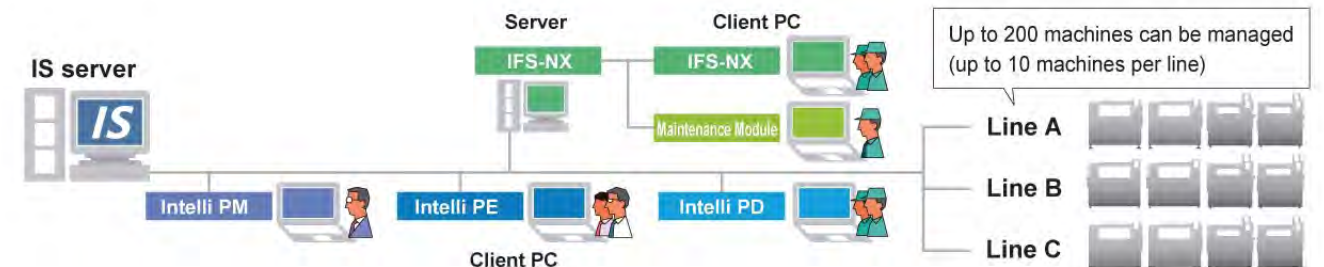 Server
Client PC
Up to 200 machines can be managed
(up to 10 machines per line)
IS server
IFS-NX
IFS-NX
IS
Maintenance Module
Line A
Line B
Intelli PM
Intelli PE
Intelli PD
Line C
Client PC